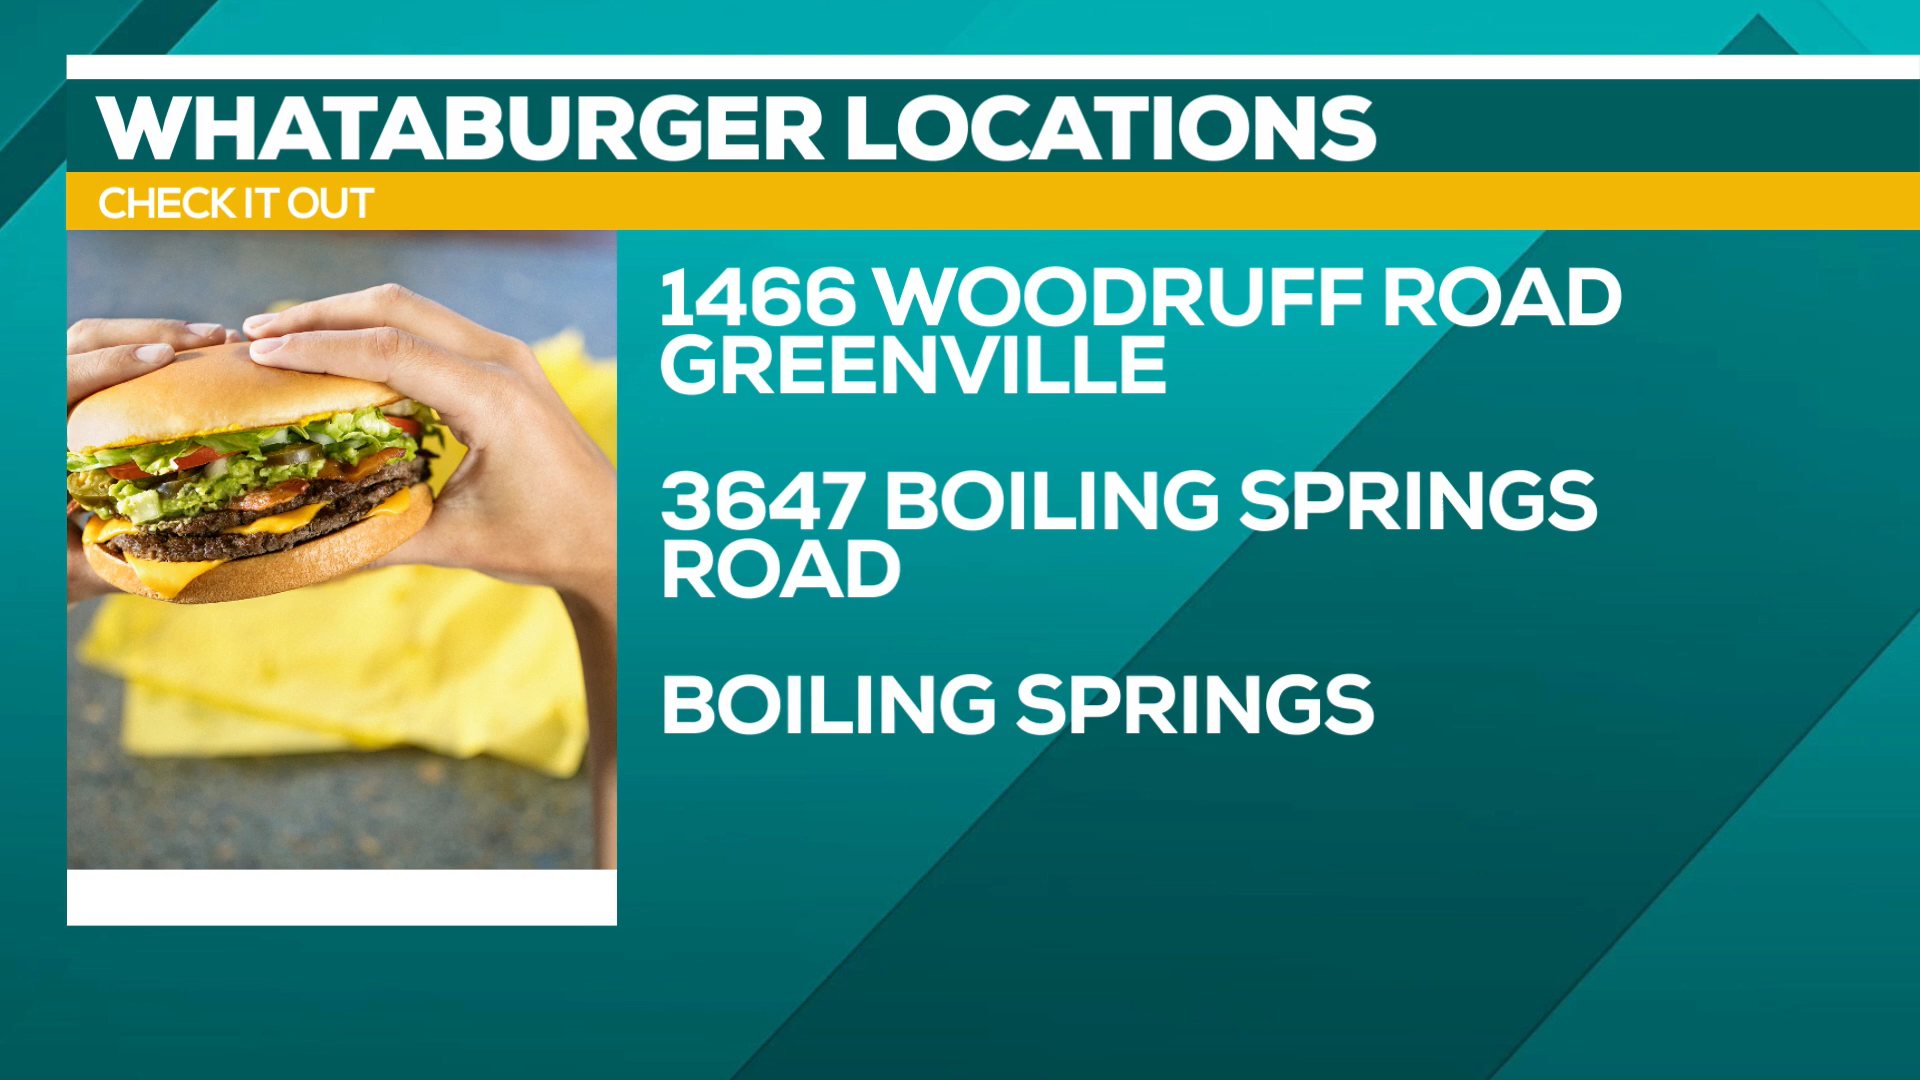 WHATABURGER LOCATIONS
CHECK IT OUT
1466 WOODRUFF ROAD
GREENVILLE
3647 BOILING SPRINGS
ROAD
BOILING SPRINGS